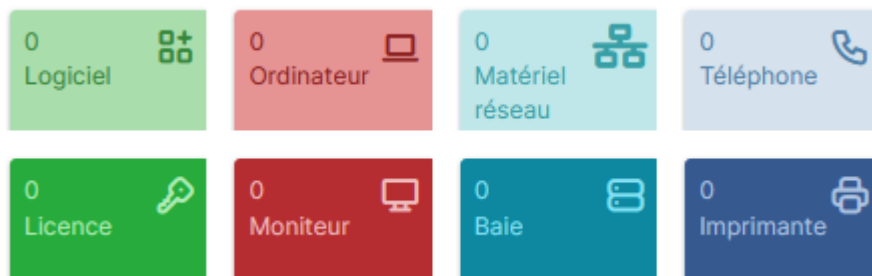 0
Logiciel
0
Ordinateur
0
Matériel
réseau
0
Téléphone
0
Licence
0
Moniteur
0
Baie
0
Imprimante